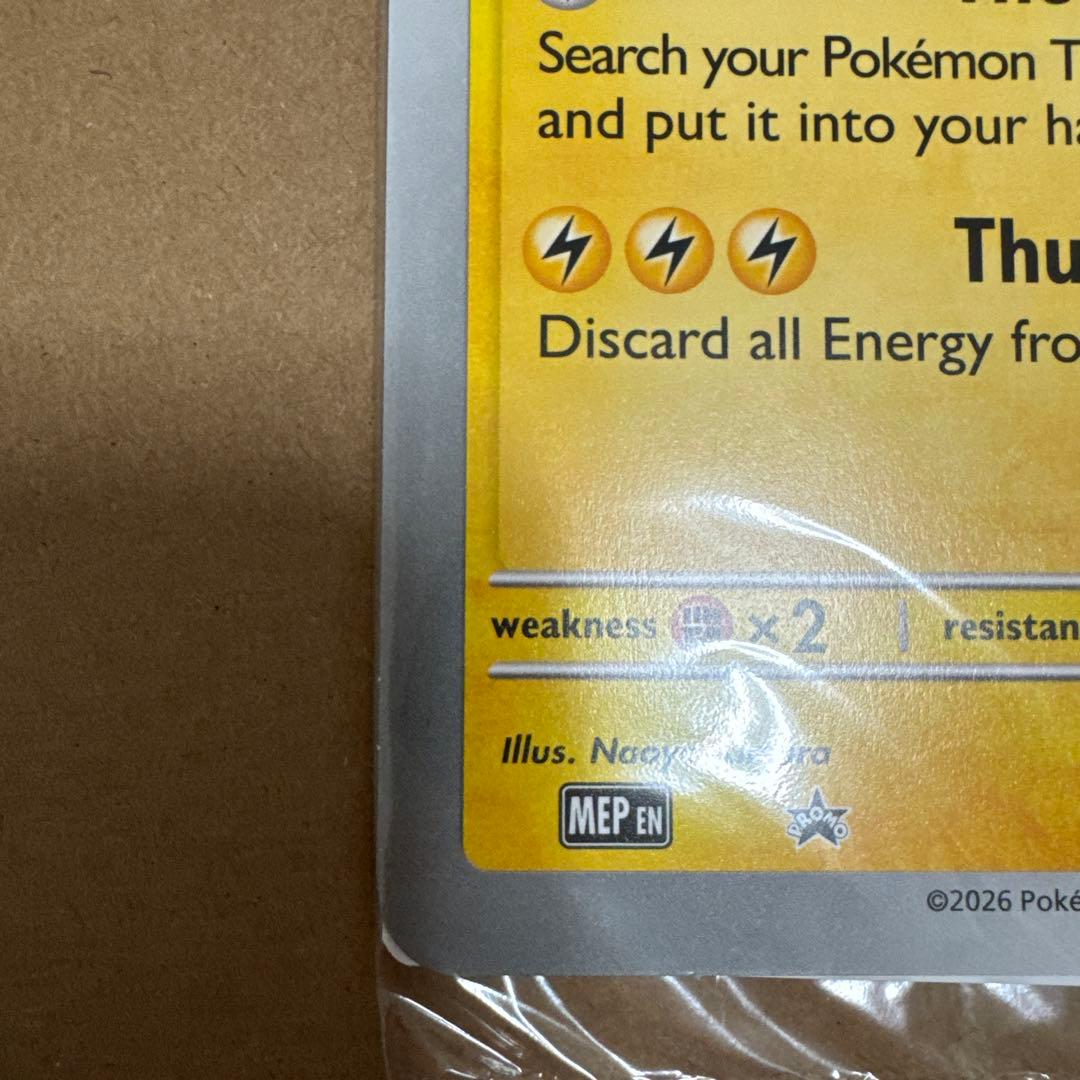 Search your Pokémon T
and put it into your ha
Thu
Discard all Energy fro
weakness ×2 resistan
Illus.
MEP EN
PROMO
©2026 Poké